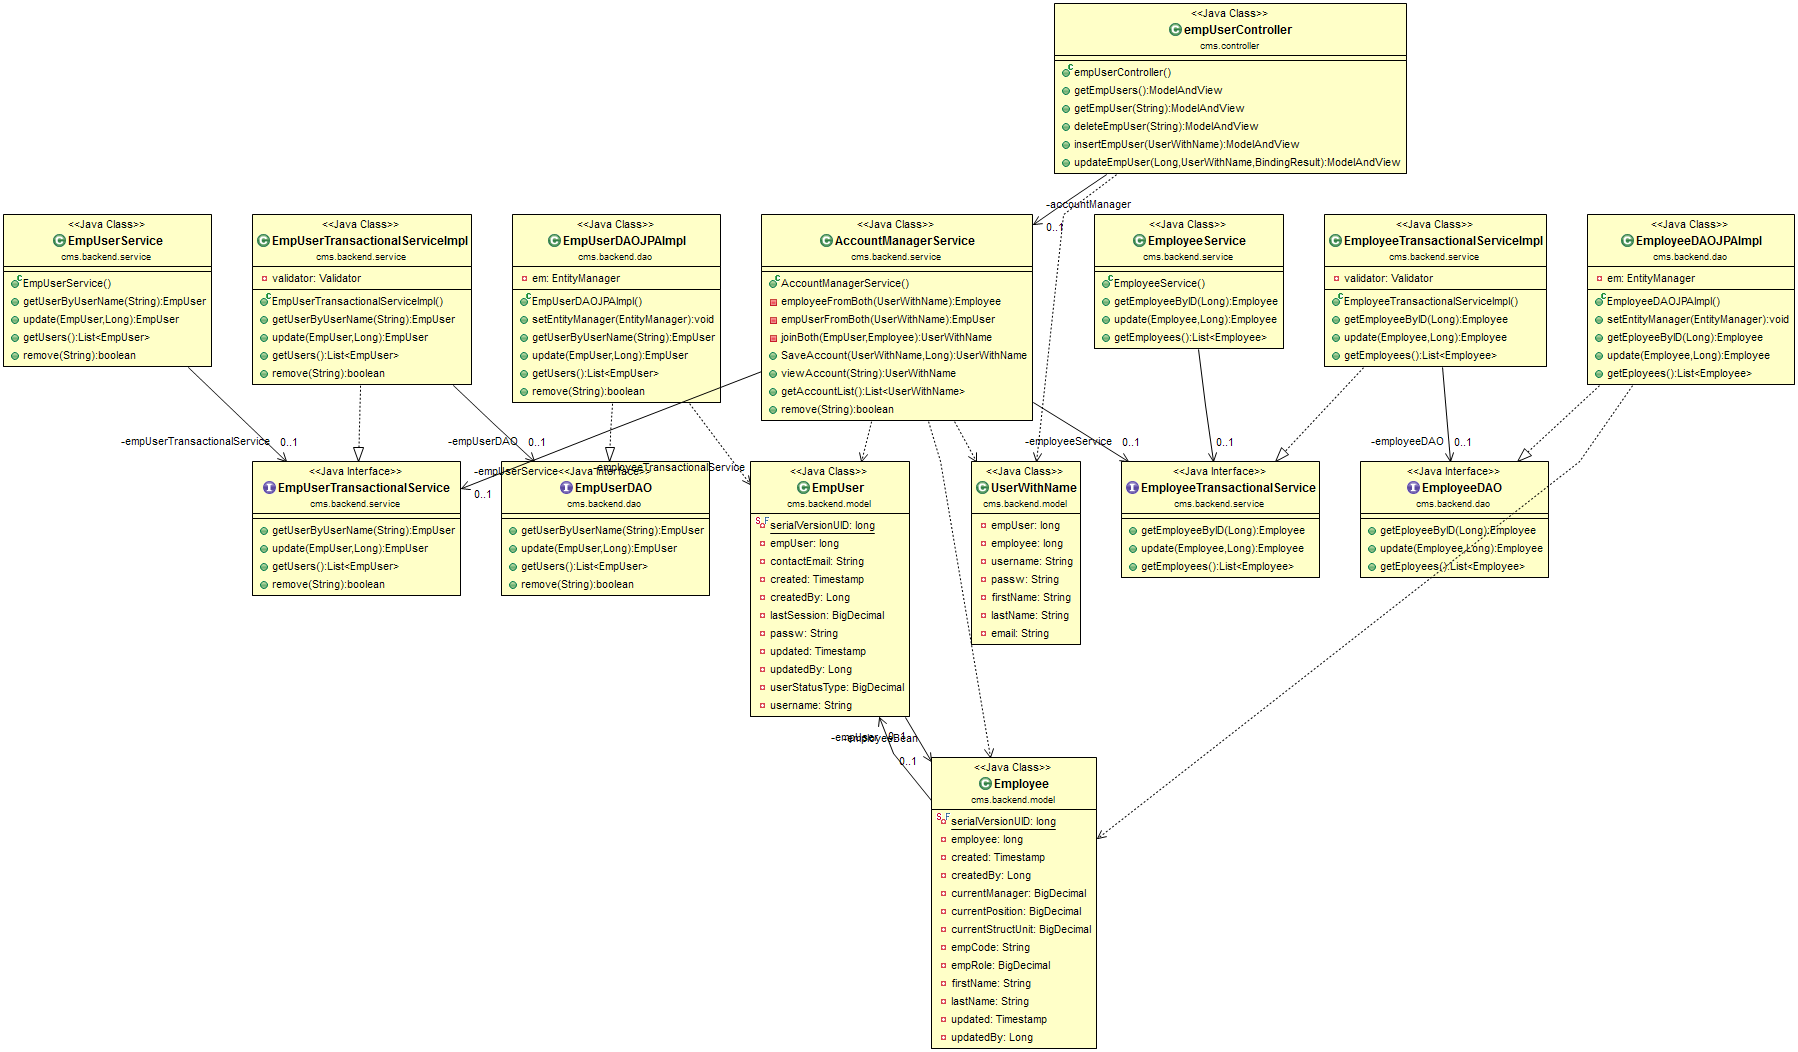 <<Java Class>>
empUserController
cms.controller
empUserController()
getEmpUsers():ModelAndView
getEmpUser(String):ModelAndView
deleteEmpUser(String):ModelAndView
insertEmpUser(UserWithName):ModelAndView
updateEmpUser(Long,UserWithName,BindingResult):ModelAndView
-accountManager
0..1
<<Java Class>>
EmpUserService
cms.backend.service
EmpUserService()
getUserByUserName(String):EmpUser
update(EmpUser,Long):EmpUser
getUsers():List<EmpUser>
remove(String):boolean
<<Java Class>>
EmpUserTransactionalServiceImpl
cms.backend.service
validator: Validator
EmpUserTransactionalServiceImpl()
getUserByUserName(String):EmpUser
update(EmpUser,Long):EmpUser
getUsers():List<EmpUser>
remove(String):boolean
<<Java Class>>
EmpUserDAOJPAImpl
cms.backend.dao
em: EntityManager
EmpUserDAOJPAImpl()
setEntityManager(EntityManager):void
getUserByUserName(String):EmpUser
update(EmpUser,Long):EmpUser
getUsers():List<EmpUser>
remove(String):boolean
<<Java Class>>
AccountManagerService
cms.backend.service
AccountManagerService()
employeeFromBoth(UserWithName):Employee
empUserFromBoth(UserWithName):EmpUser
joinBoth(EmpUser,Employee):UserWithName
SaveAccount(UserWithName,Long):UserWithName
viewAccount(String):UserWithName
getAccountList():List<UserWithName>
remove(String):boolean
<<Java Class>>
EmployeeService
cms.backend.service
EmployeeService()
getEmployeeByID(Long):Employee
update(Employee,Long):Employee
getEmployees():List<Employee>
<<Java Class>>
EmployeeTransactionalServiceImpl
cms.backend.service
validator: Validator
EmployeeTransactionalServiceImpl()
getEmployeeByID(Long):Employee
update(Employee,Long):Employee
getEmployees():List<Employee>
<<Java Class>>
EmployeeDAOJPAImpl
cms.backend.dao
em: EntityManager
EmployeeDAOJPAImpl()
setEntityManager(EntityManager):void
getEployeeByID(Long):Employee
update(Employee,Long):Employee
getEployees():List<Employee>
-empUserTransactionalService
0..1
-empUserDAO
0..1
-empUserService
0..1
-employeeTransactionalService
-employeeService
0..1
0..1
-employeeDAO
0..1
<<Java Interface>>
EmpUserTransactionalService
cms.backend.service
getUserByUserName(String):EmpUser
update(EmpUser,Long):EmpUser
getUsers():List<EmpUser>
remove(String):boolean
<<Java Interface>>
EmpUserDAO
cms.backend.dao
getUserByUserName(String):EmpUser
update(EmpUser,Long):EmpUser
getUsers():List<EmpUser>
remove(String):boolean
<<Java Class>>
EmpUser
cms.backend.model
serialVersionUID: long
empUser: long
contactEmail: String
created: Timestamp
createdBy: Long
lastSession: BigDecimal
passw: String
updated: Timestamp
updatedBy: Long
userStatusType: BigDecimal
username: String
<<Java Class>>
UserWithName
cms.backend.model
empUser: long
employee: long
username: String
passw: String
firstName: String
lastName: String
email: String
<<Java Interface>>
EmployeeTransactionalService
cms.backend.service
getEmployeeByID(Long):Employee
update(Employee,Long):Employee
getEmployees():List<Employee>
<<Java Interface>>
EmployeeDAO
cms.backend.dao
getEployeeByID(Long):Employee
update(Employee,Long):Employee
getEployees():List<Employee>
-empUser
0..1
-employeeBean
0..1
<<Java Class>>
Employee
cms.backend.model
serialVersionUID: long
employee: long
created: Timestamp
createdBy: Long
currentManager: BigDecimal
currentPosition: BigDecimal
currentStructUnit: BigDecimal
empCode: String
empRole: BigDecimal
firstName: String
lastName: String
updated: Timestamp
updatedBy: Long